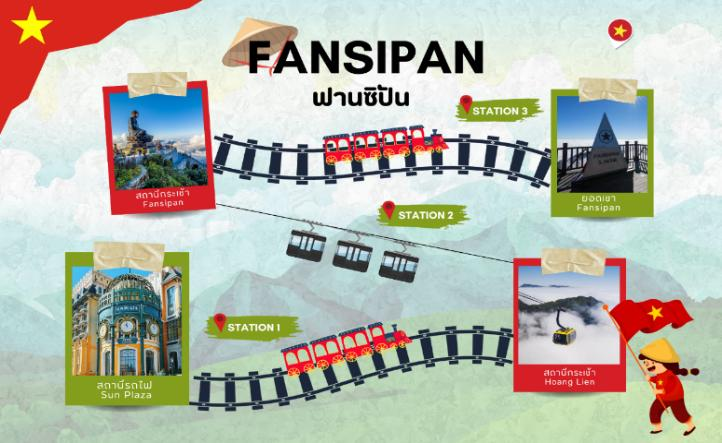 FANSIPAN
ฟานซิปัน
STATION 3
สถานีกระเช้า
Fansipan
ยอดเขา
Fansipan
STATION 2
STATION 1
สถานีรถไฟ
Sun Plaza
สถานีกระเช้า
Hoang Lien